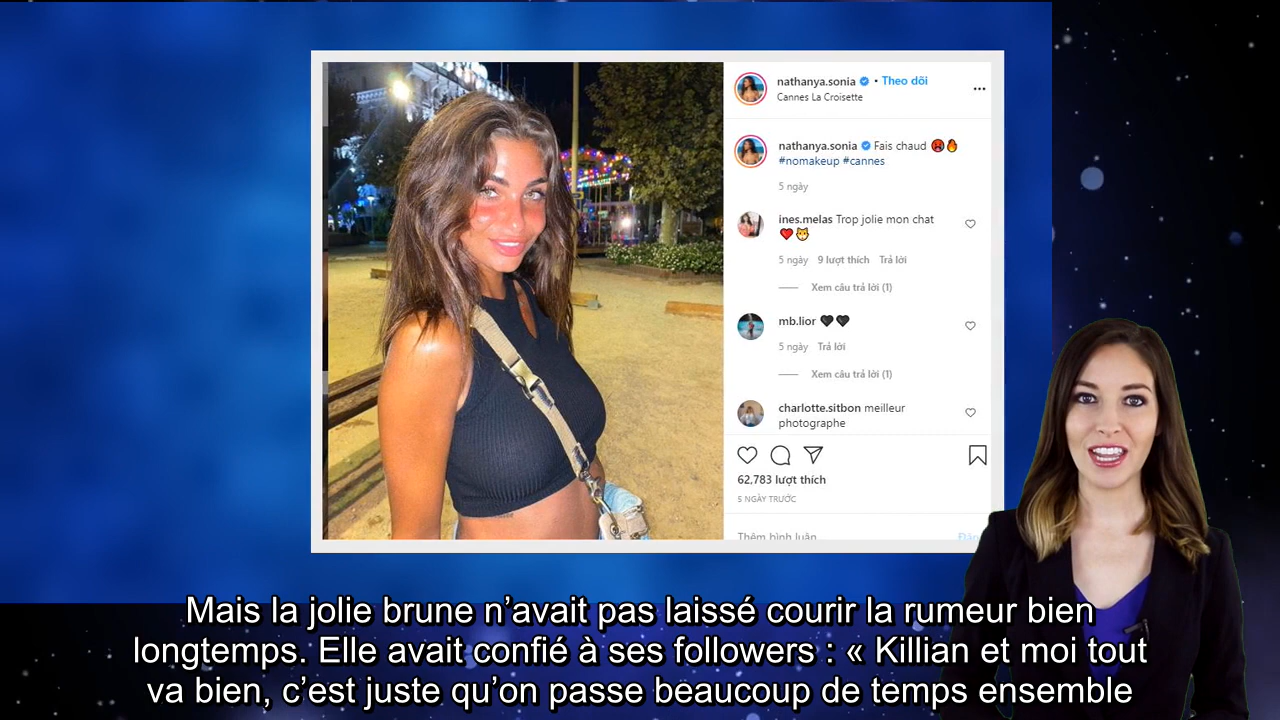 nathanya.sonia • Theo dõi
Cannes La Croisette
nathanya.sonia Fais chaud 🥵🔥
#nomakeup #cannes
5 ngày
ines.melas Trop jolie mon chat
❤️🐱
5 ngày 9 lượt thích Trả lời
Xem câu trả lời (1)
mb.lior 🖤🖤
5 ngày Trả lời
Xem câu trả lời (1)
charlotte.sitbon meilleur
photographe
62,783 lượt thích
5 NGÀY TRƯỚC
Thêm bình luận...
Mais la jolie brune n’avait pas laissé courir la rumeur bien
longtemps. Elle avait confié à ses followers : « Killian et moi tout
va bien, c’est juste qu’on passe beaucoup de temps ensemble